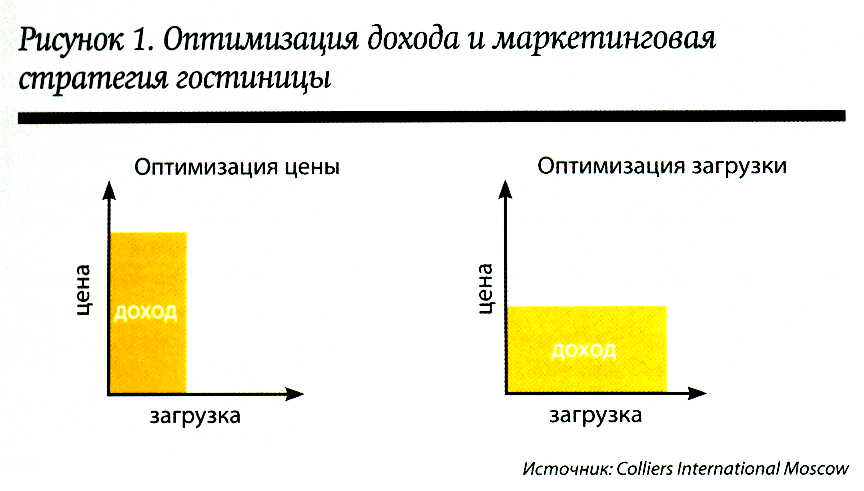 Рисунок 1. Оптимизация дохода и маркетинговая
стратегия гостиницы
Оптимизация цены
цена
доход
загрузка
Оптимизация загрузки
цена
доход
загрузка
Источник: Colliers International Moscow